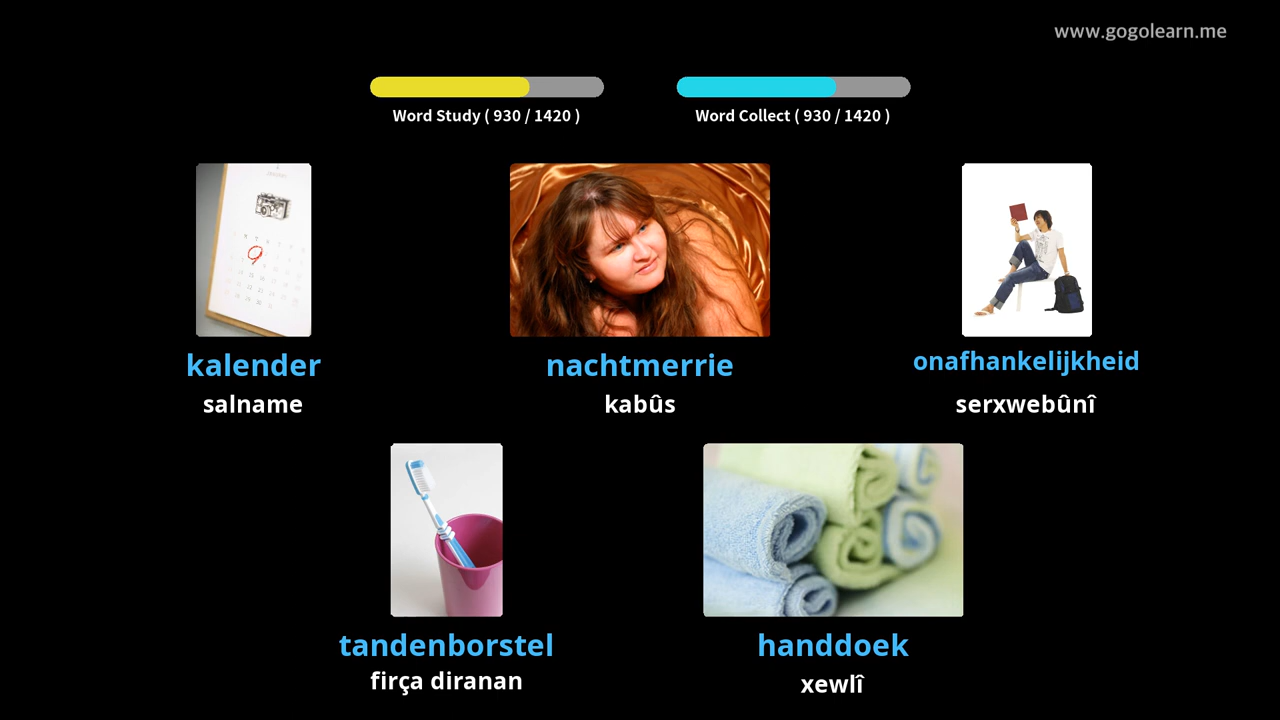 www.gogolearn.me
Word Study ( 930 / 1420 )
Word Collect ( 930 / 1420 )
kalender
nachtmerrie
onafhankelijkheid
salname
kabûs
serxwebûnî
tandenborstel
handdoek
firça diranan
xewlî